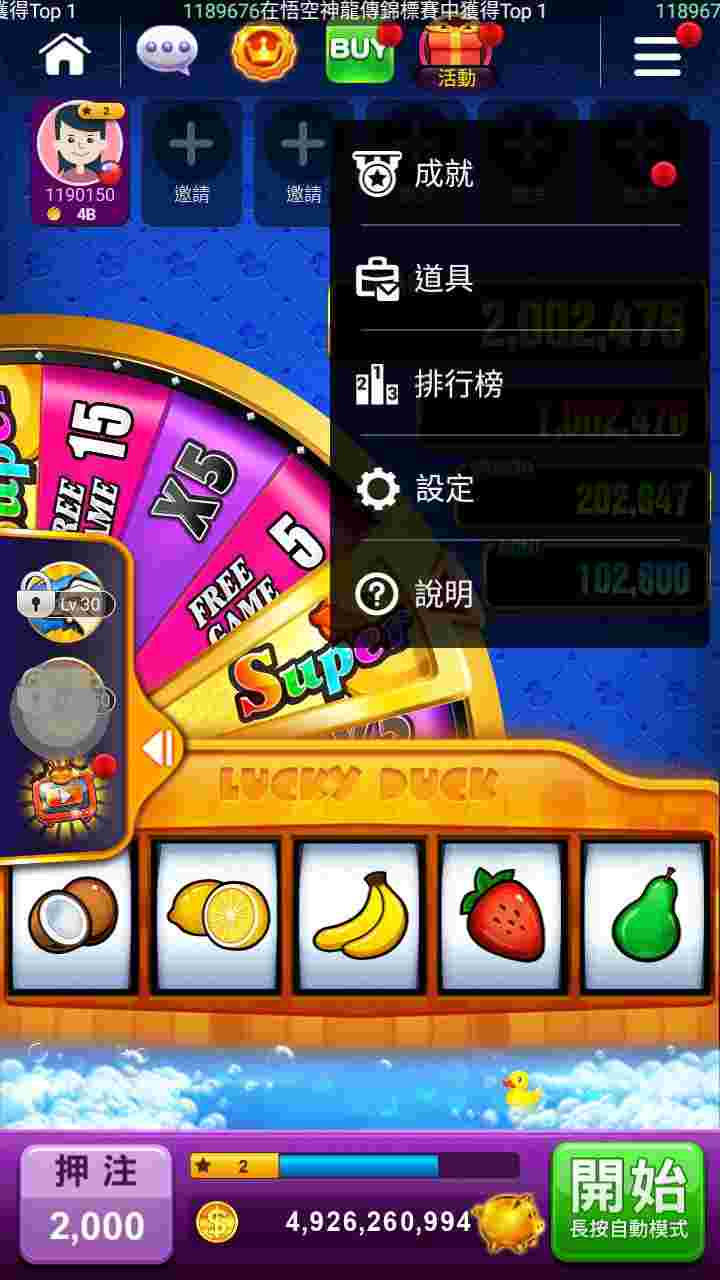 獲得Top 1
1189676在悟空神龍傳錦標賽中獲得Top 1
118967
BUY
活動
2
1190150
4B
邀請
邀請
成就
道具
排行榜
設定
說明
2,002,475
1,002,470
202,647
102,600
Super
FREE GAME 15
X5
FREE GAME 5
Super
X5
Lv 30
LUCKY DUCK
押注
2,000
2
4,926,260,994
開始
長按自動模式